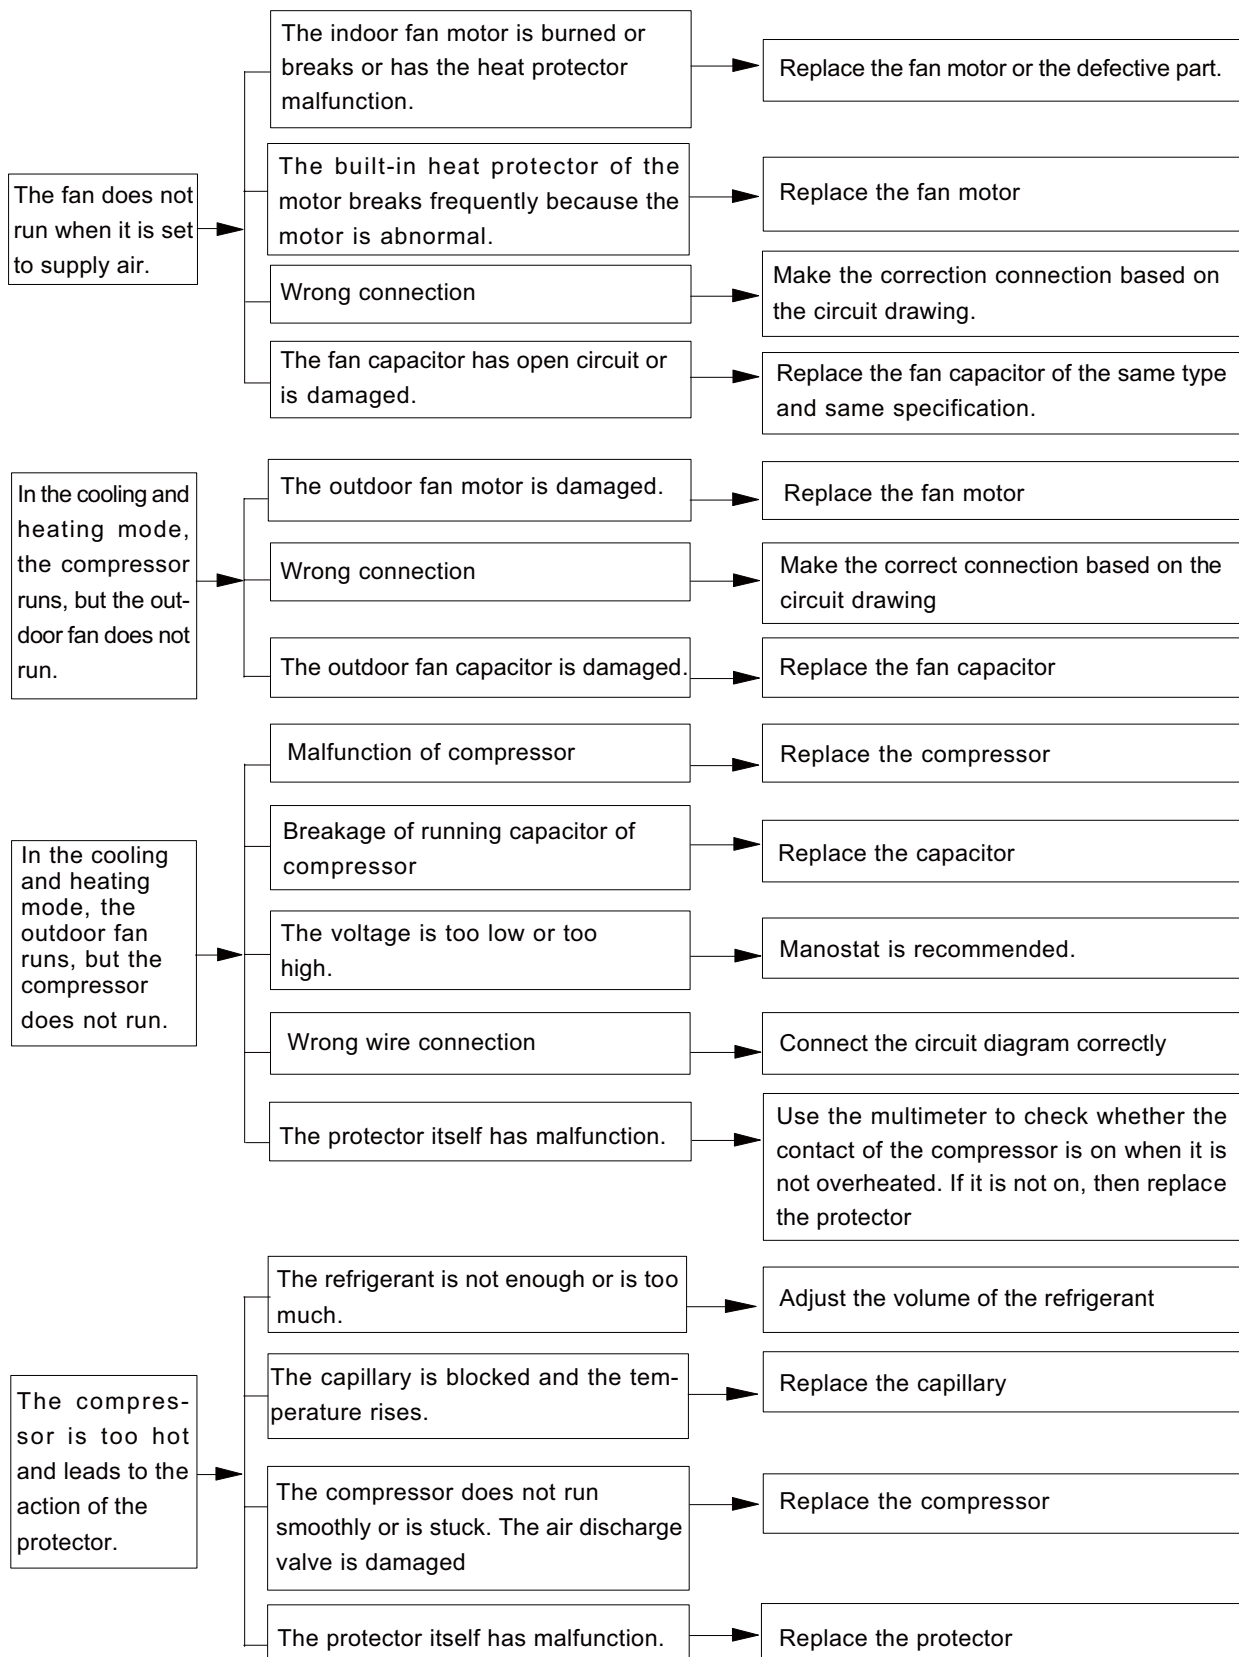 The fan does not
run when it is set
to supply air.
The indoor fan motor is burned or
breaks or has the heat protector
malfunction.
Replace the fan motor or the defective part.
The built-in heat protector of the
motor breaks frequently because the
motor is abnormal.
Replace the fan motor
Wrong connection
Make the correction connection based on
the circuit drawing.
The fan capacitor has open circuit or
is damaged.
Replace the fan capacitor of the same type
and same specification.
In the cooling and
heating mode,
the compressor
runs, but the out-
door fan does not
run.
The outdoor fan motor is damaged.
Replace the fan motor
Wrong connection
Make the correct connection based on the
circuit drawing
The outdoor fan capacitor is damaged.
Replace the fan capacitor
In the cooling
and heating
mode, the
outdoor fan
runs, but the
compressor
does not run.
Malfunction of compressor
Replace the compressor
Breakage of running capacitor of
compressor
Replace the capacitor
The voltage is too low or too
high.
Manostat is recommended.
Wrong wire connection
Connect the circuit diagram correctly
The protector itself has malfunction.
Use the multimeter to check whether the
contact of the compressor is on when it is
not overheated. If it is not on, then replace
the protector
The compres-
sor is too hot
and leads to the
action of the
protector.
The refrigerant is not enough or is too
much.
Adjust the volume of the refrigerant
The capillary is blocked and the tem-
perature rises.
Replace the capillary
The compressor does not run
smoothly or is stuck. The air discharge
valve is damaged
Replace the compressor
The protector itself has malfunction.
Replace the protector